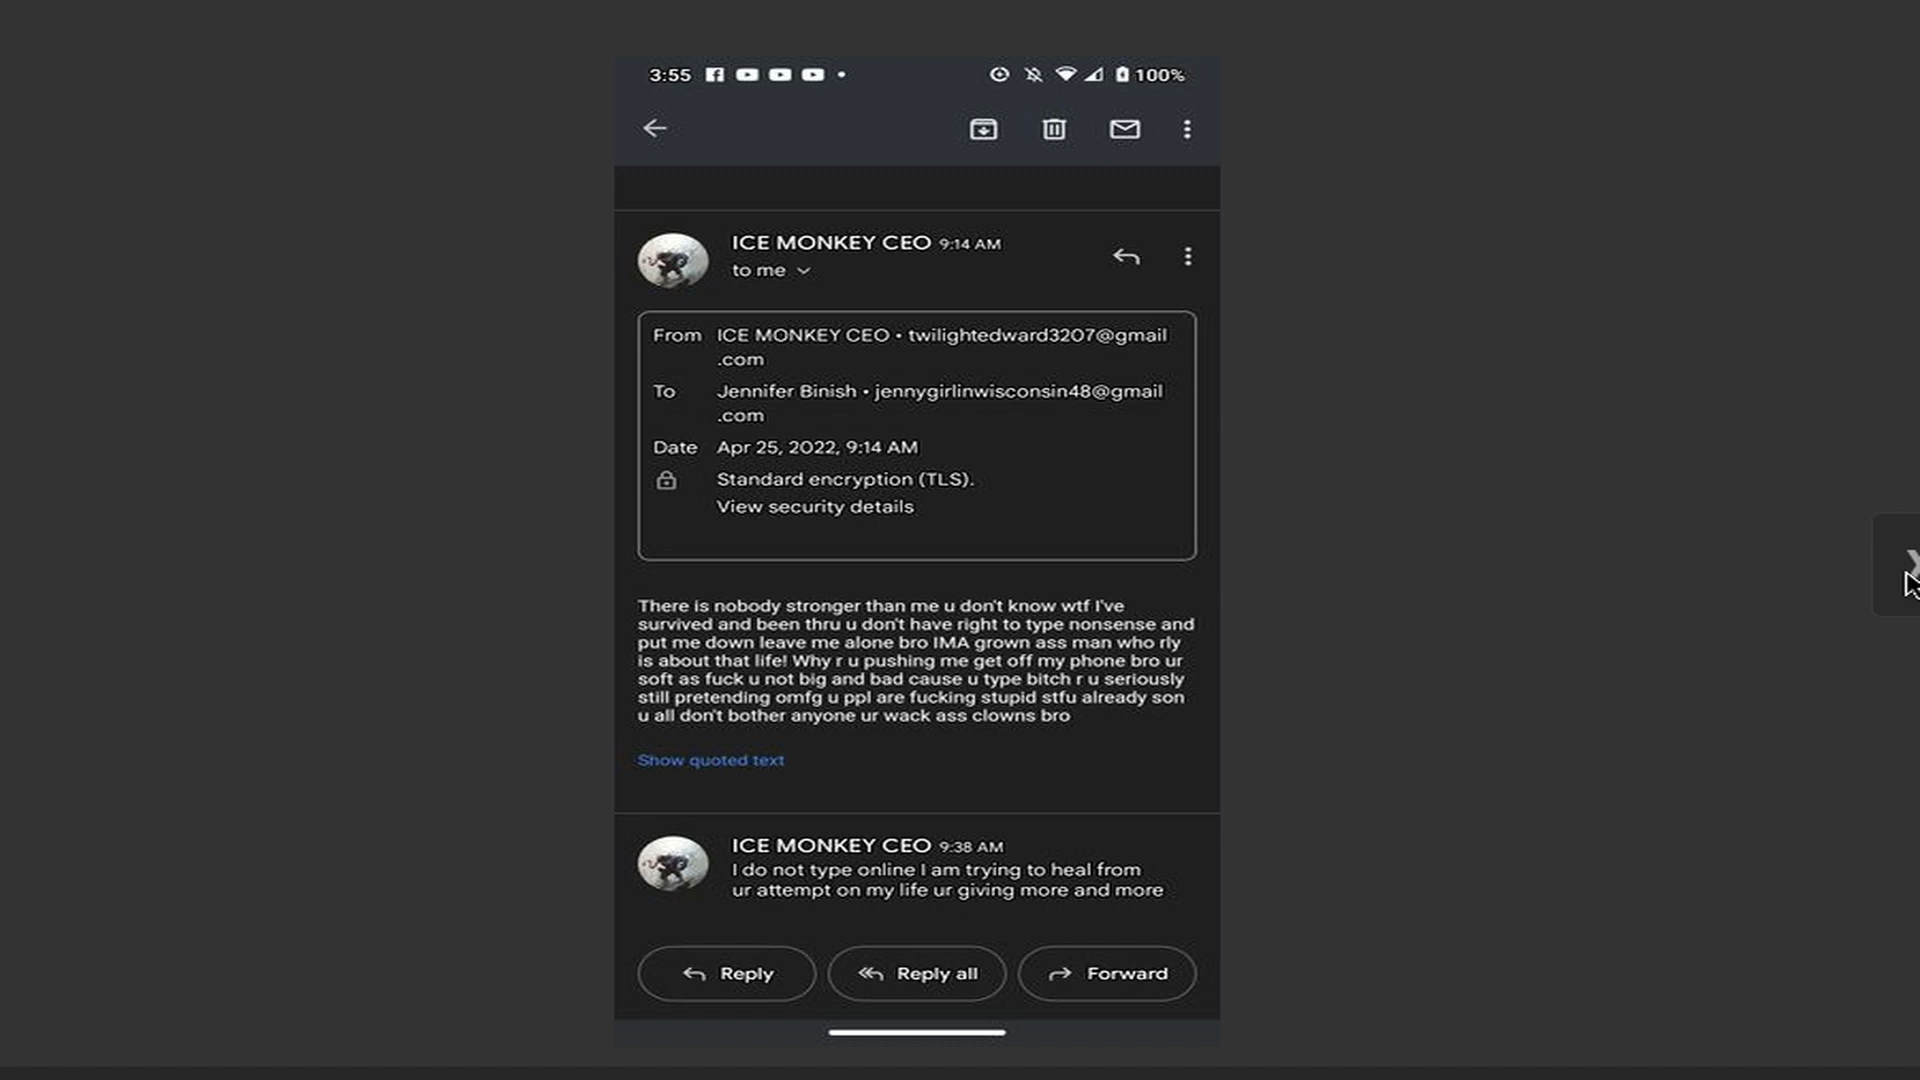 3:55 100%
ICE MONKEY CEO 9:14 AM
to me
From ICE MONKEY CEO • twilightedward3207@gmail
.com
To Jennifer Binish • jennygirlinwisconsin48@gmail
.com
Date Apr 25, 2022, 9:14 AM
Standard encryption (TLS).
View security details
There is nobody stronger than me u don't know wtf I've
survived and been thru u don't have right to type nonsense and
put me down leave me alone bro IMA grown ass man who rly
is about that life! Why r u pushing me get off my phone bro ur
soft as fuck u not big and bad cause u type bitch r u seriously
still pretending omfg u ppl are fucking stupid stfu already son
u all don't bother anyone ur wack ass clowns bro
Show quoted text
ICE MONKEY CEO 9:38 AM
I do not type online I am trying to heal from
ur attempt on my life ur giving more and more
Reply Reply all Forward